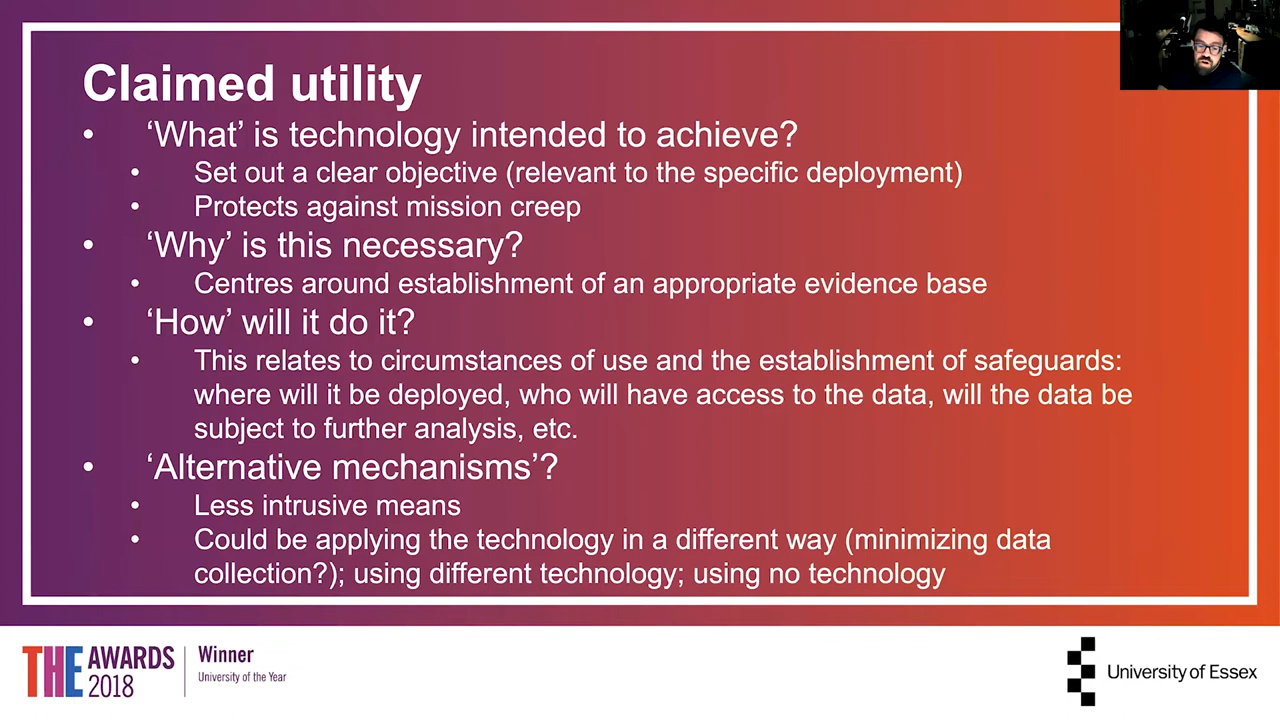 Claimed utility
• ‘What’ is technology intended to achieve?
• Set out a clear objective (relevant to the specific deployment)
• Protects against mission creep
• ‘Why’ is this necessary?
• Centres around establishment of an appropriate evidence base
• ‘How’ will it do it?
• This relates to circumstances of use and the establishment of safeguards:
where will it be deployed, who will have access to the data, will the data be
subject to further analysis, etc.
• ‘Alternative mechanisms’?
• Less intrusive means
• Could be applying the technology in a different way (minimizing data
collection?); using different technology; using no technology
THE AWARDS
2018
Winner
University of the Year
University of Essex